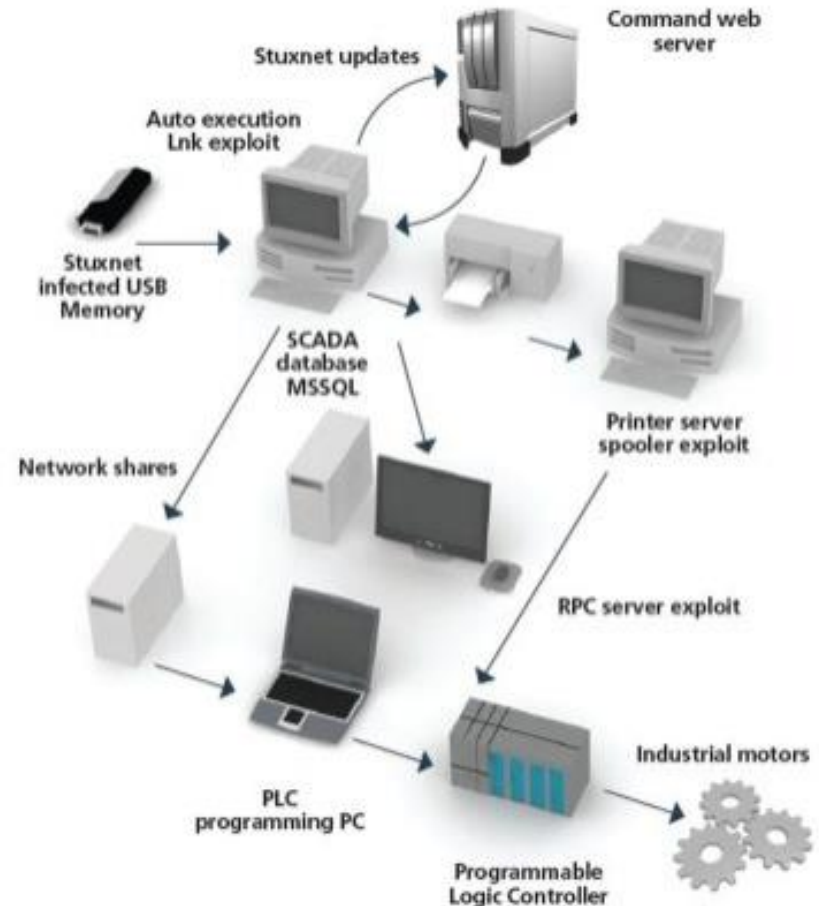 Command web
server
Stuxnet updates
Auto execution
Lnk exploit
Stuxnet
infected USB
Memory
SCADA
database
MSSQL
Printer server
spooler exploit
Network shares
RPC server exploit
Industrial motors
PLC
programming PC
Programmable
Logic Controller